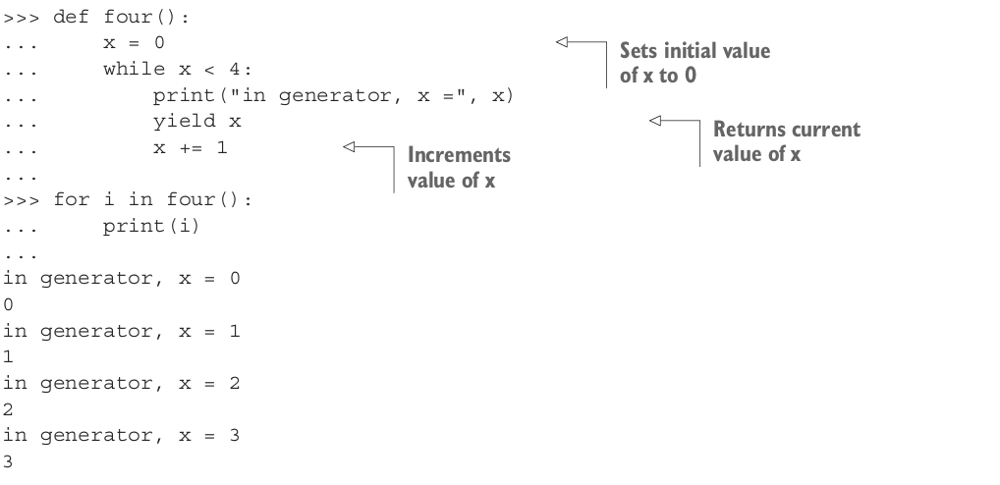 >>> def four():
...     x = 0
Sets initial value
of x to 0
...     while x < 4:
...         print("in generator, x =", x)
...         yield x
Returns current
value of x
...         x += 1
Increments
value of x
...
>>> for i in four():
...     print(i)
...
in generator, x = 0
0
in generator, x = 1
1
in generator, x = 2
2
in generator, x = 3
3